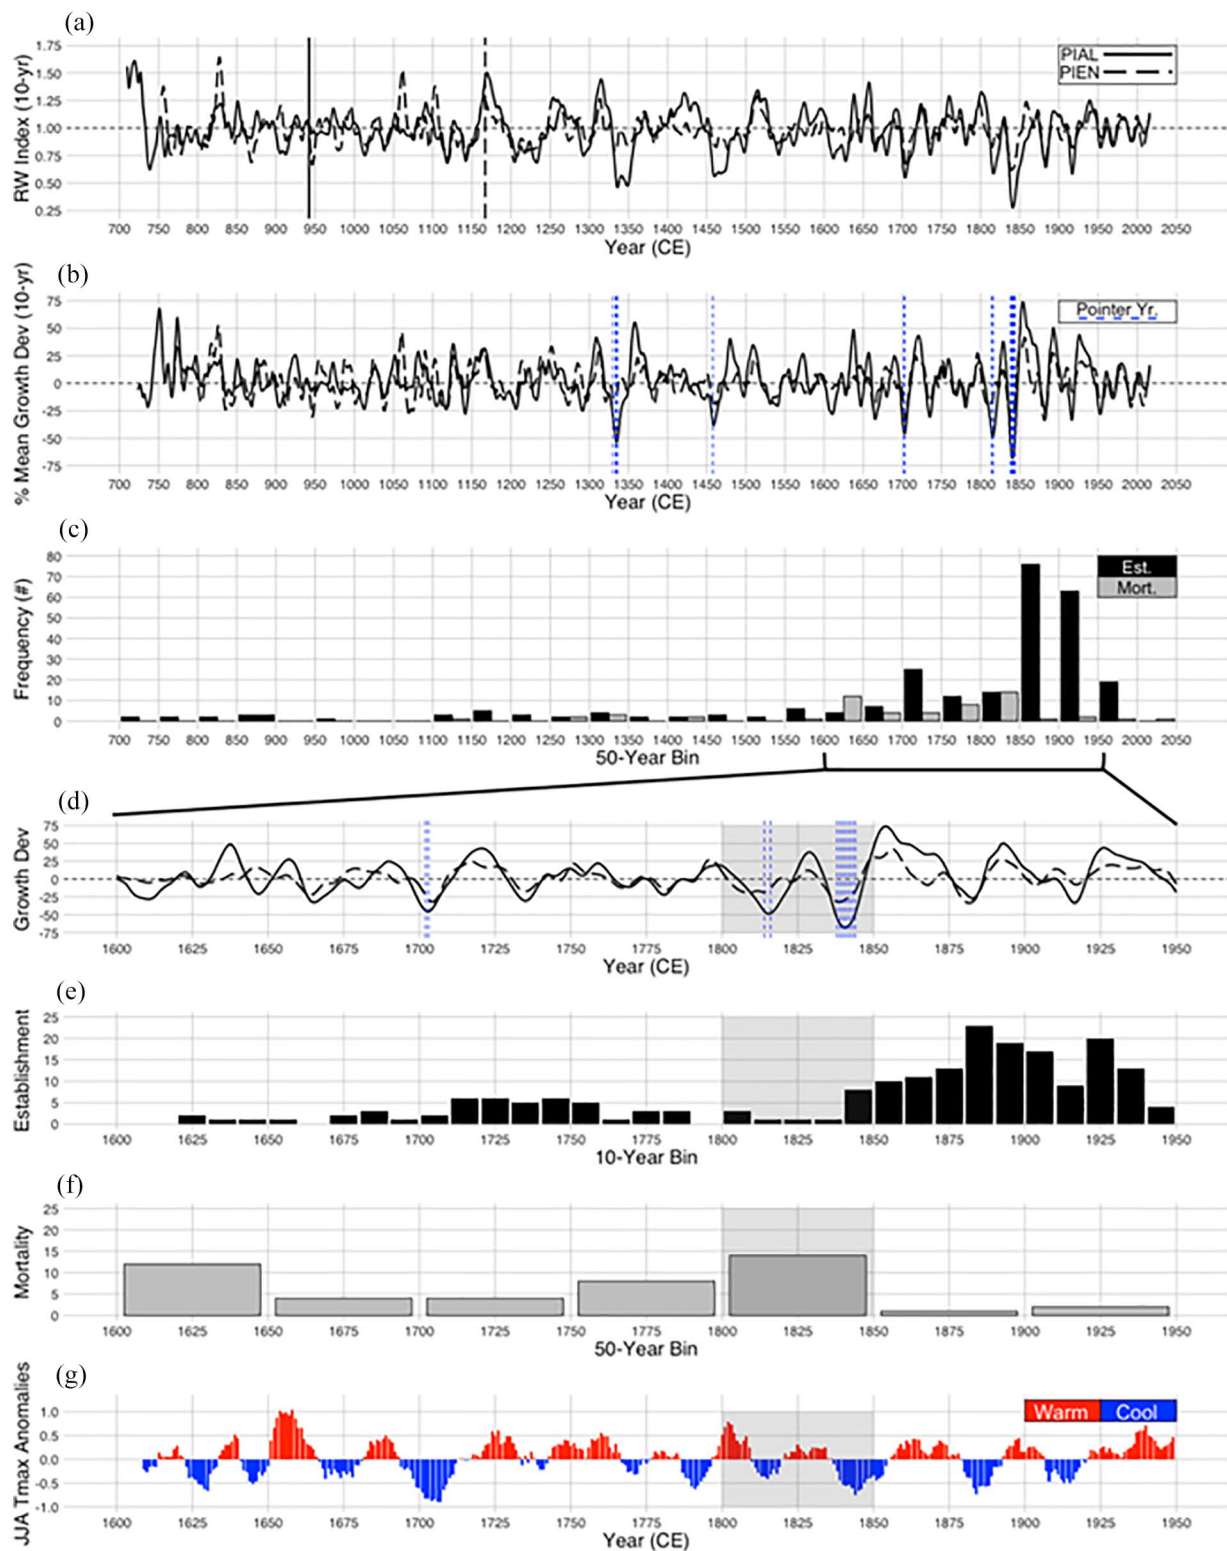 (a)
RW Index (10-yr)
1.75
1.50
1.25
1.00
0.75
0.50
0.25
PIAL
PIEN
700 750 800 850 900 950 1000 1050 1100 1150 1200 1250 1300 1350 1400 1450 1500 1550 1600 1650 1700 1750 1800 1850 1900 1950 2000 2050
Year (CE)
(b)
% Mean Growth Dev (10-yr)
75
50
25
0
-25
-50
-75
Pointer Yr.
700 750 800 850 900 950 1000 1050 1100 1150 1200 1250 1300 1350 1400 1450 1500 1550 1600 1650 1700 1750 1800 1850 1900 1950 2000 2050
Year (CE)
(c)
Frequency (#)
80
70
60
50
40
30
20
10
0
Est.
Mort.
700 750 800 850 900 950 1000 1050 1100 1150 1200 1250 1300 1350 1400 1450 1500 1550 1600 1650 1700 1750 1800 1850 1900 1950 2000 2050
50-Year Bin
(d)
Growth Dev
75
50
25
0
-25
-50
-75
1600 1625 1650 1675 1700 1725 1750 1775 1800 1825 1850 1875 1900 1925 1950
Year (CE)
(e)
Establishment
25
20
15
10
5
0
1600 1625 1650 1675 1700 1725 1750 1775 1800 1825 1850 1875 1900 1925 1950
10-Year Bin
(f)
Mortality
25
20
15
10
5
0
1600 1625 1650 1675 1700 1725 1750 1775 1800 1825 1850 1875 1900 1925 1950
50-Year Bin
(g)
JJA Tmax Anomalies
1.0
0.5
0.0
-0.5
-1.0
Warm Cool
1600 1625 1650 1675 1700 1725 1750 1775 1800 1825 1850 1875 1900 1925 1950
Year (CE)